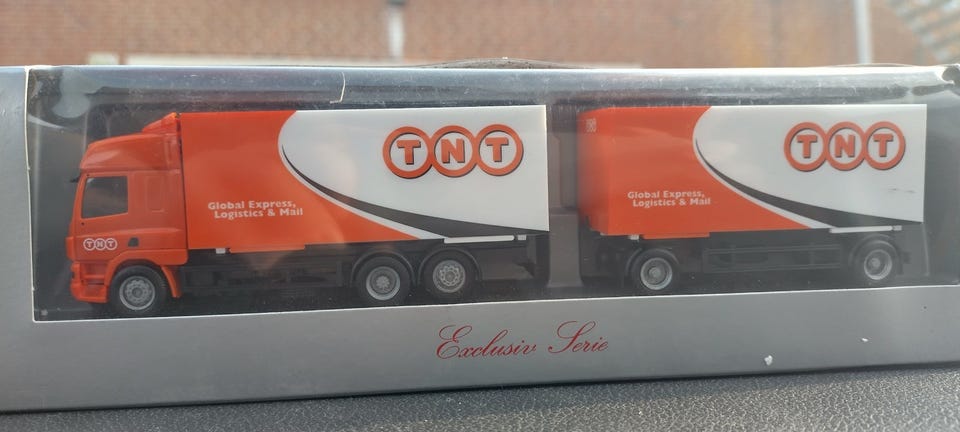 TNT
Global Express,
Logistics & Mail
TNT
TNT
Global Express,
Logistics & Mail
Exclusiv Serie